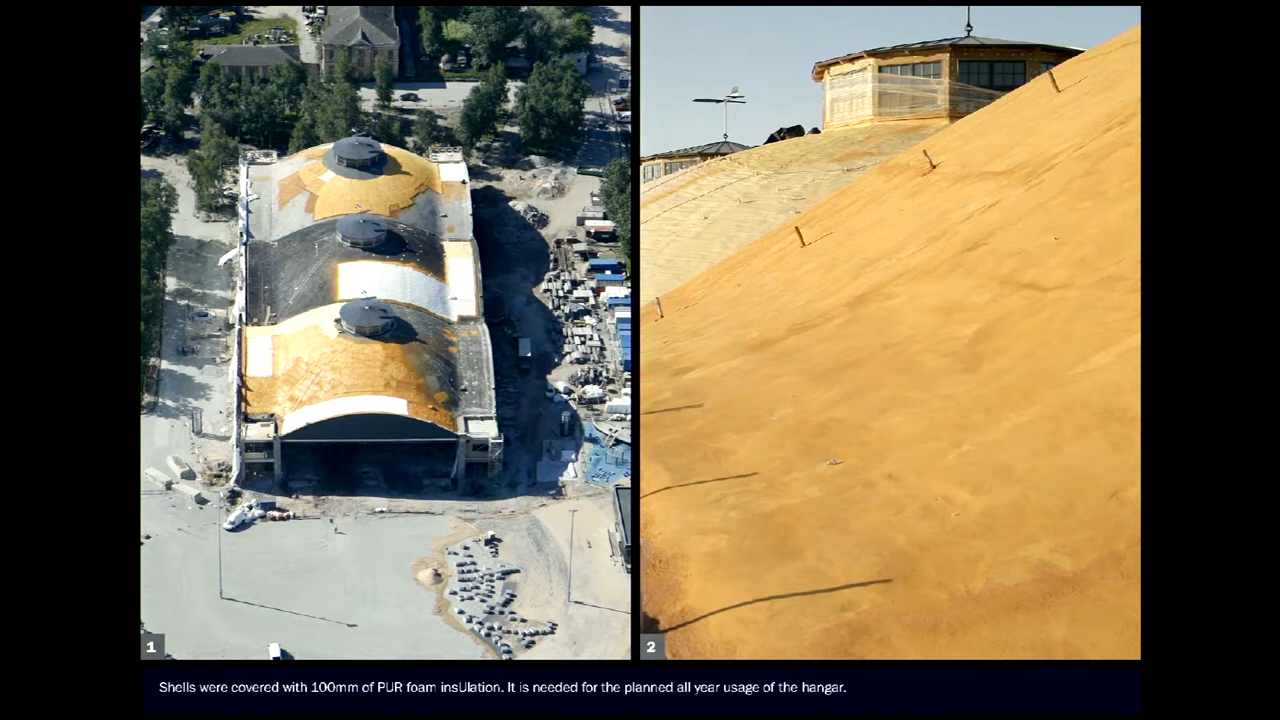 1
2
Shells were covered with 100mm of PUR foam insUlation. It is needed for the planned all year usage of the hangar.